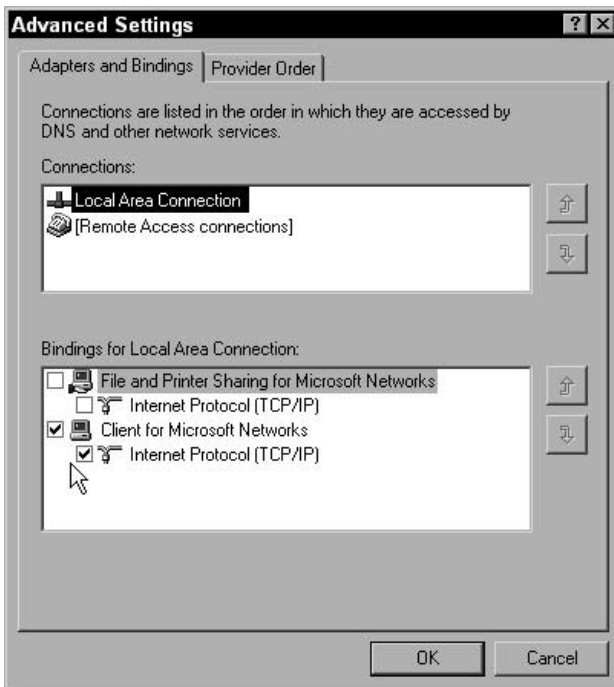 Advanced Settings
Adapters and Bindings
Provider Order
Connections are listed in the order in which they are accessed by
DNS and other network services.
Connections:
Local Area Connection
[Remote Access connections]
Bindings for Local Area Connection:
File and Printer Sharing for Microsoft Networks
Internet Protocol (TCP/IP)
Client for Microsoft Networks
Internet Protocol (TCP/IP)
OK
Cancel